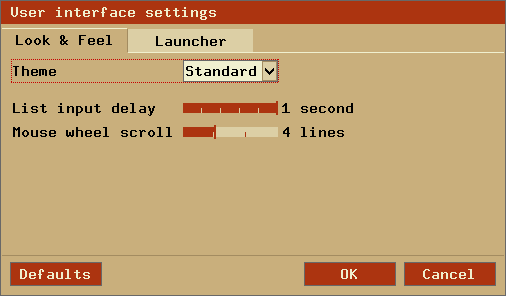 User interface settings
Look & Feel Launcher
Theme Standard
List input delay 1 second
Mouse wheel scroll 4 lines
Defaults OK Cancel